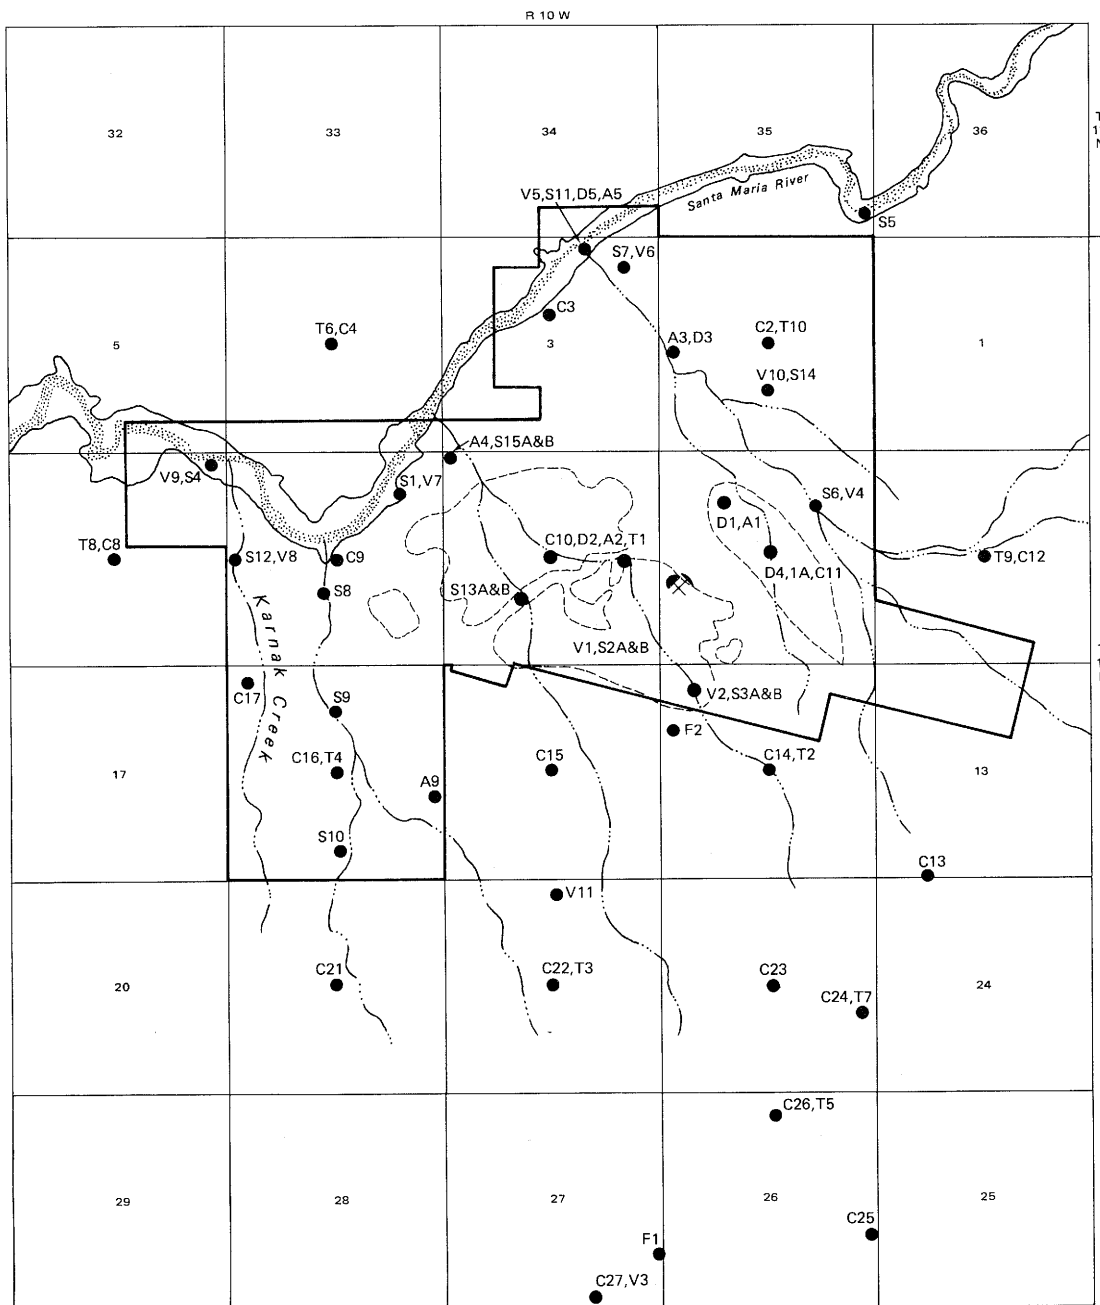 R 10 W
32
33
34
35
36
T
1
N
V5,S11,D5,A5
Santa Maria River
S5
S7,V6
C3
T6,C4
5
3
A3,D3
C2,T10
1
V10,S14
A4,S15A&B
V9,S4
S1,V7
D1,A1
S6,V4
T8,C8
S12,V8
C9
C10,D2,A2,T1
D4,1A,C11
T9,C12
S8
S13A&B
Karnak Creek
V1,S2A&B
C17
S9
V2,S3A&B
F2
C16,T4
C15
C14,T2
17
A9
13
S10
C13
V11
20
C21
C22,T3
C23
24
C24,T7
C26,T5
29
28
27
26
25
C25
F1
C27,V3